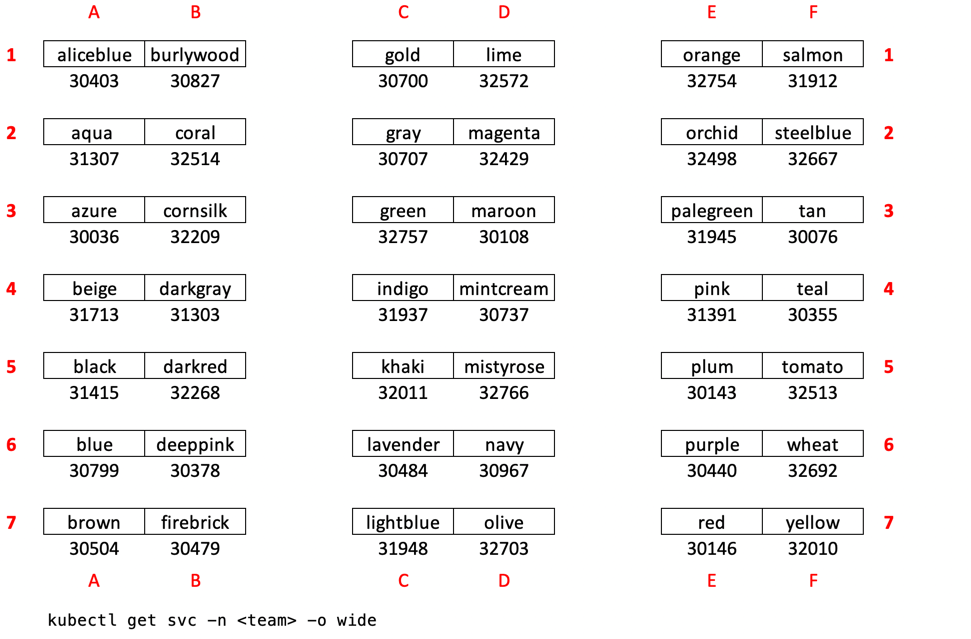 A B C D E F
1 aliceblue burlywood gold lime orange salmon 1
30403 30827 30700 32572 32754 31912
2 aqua coral gray magenta orchid steelblue 2
31307 32514 30707 32429 32498 32667
3 azure cornsilk green maroon palegreen tan 3
30036 32209 32757 30108 31945 30076
4 beige darkgray indigo mintcream pink teal 4
31713 31303 31937 30737 31391 30355
5 black darkred khaki mistyrose plum tomato 5
31415 32268 32011 32766 30143 32513
6 blue deeppink lavender navy purple wheat 6
30799 30378 30484 30967 30440 32692
7 brown firebrick lightblue olive red yellow 7
30504 30479 31948 32703 30146 32010
A B C D E F
kubectl get svc -n <team> -o wide